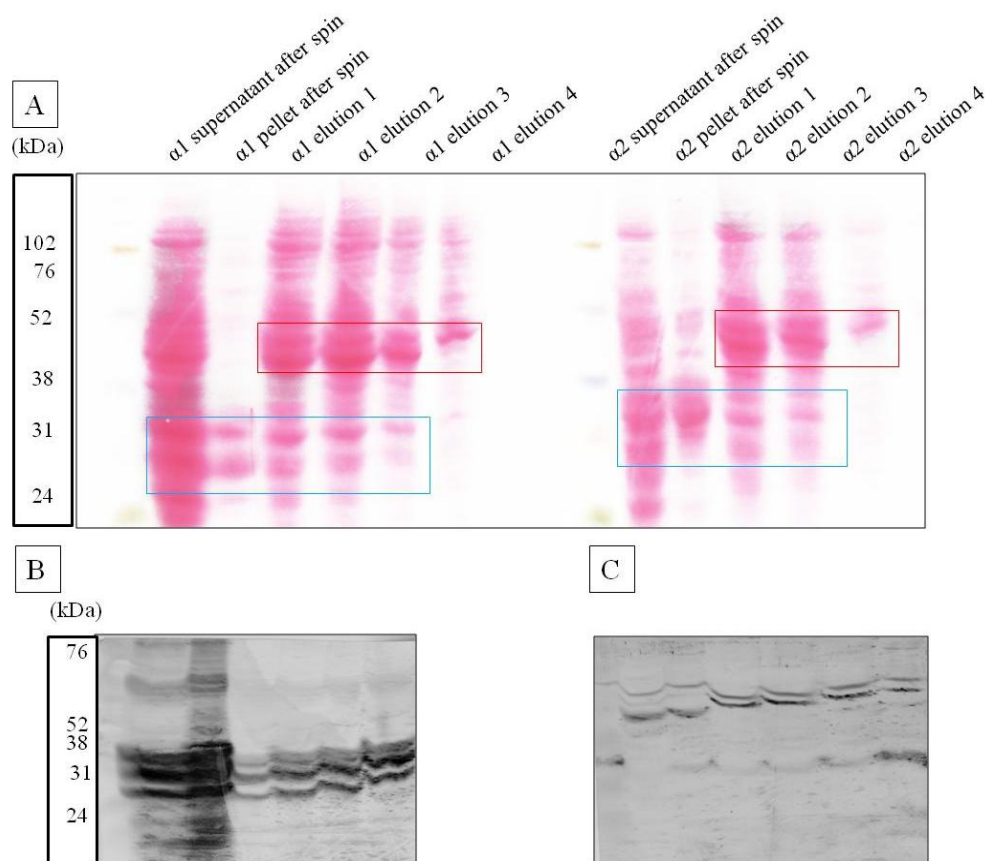 A
(kDa)
α1 supernatant after spin
α1 pellet after spin
α1 elution 1
α1 elution 2
α1 elution 3
α1 elution 4
α2 supernatant after spin
α2 pellet after spin
α2 elution 1
α2 elution 2
α2 elution 3
α2 elution 4
102
76
52
38
31
24
B
C
(kDa)
76
52
38
31
24